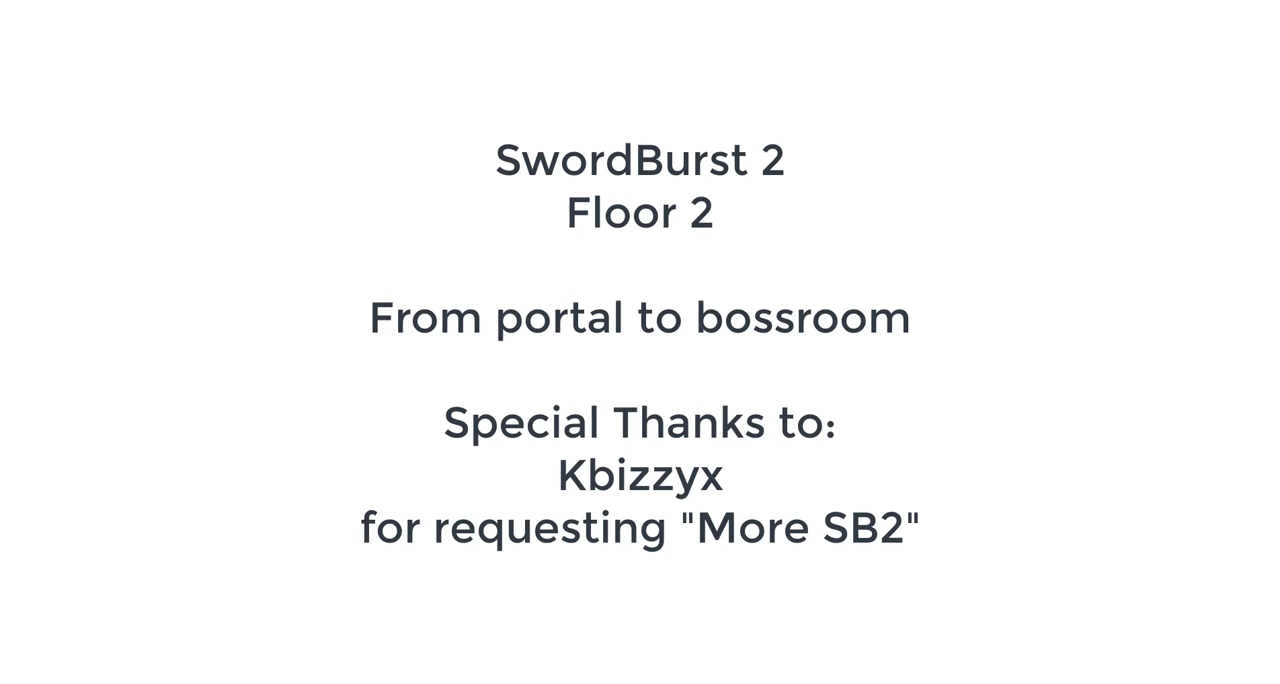 SwordBurst 2
Floor 2
From portal to bossroom
Special Thanks to:
Kbizzyx
for requesting "More SB2"